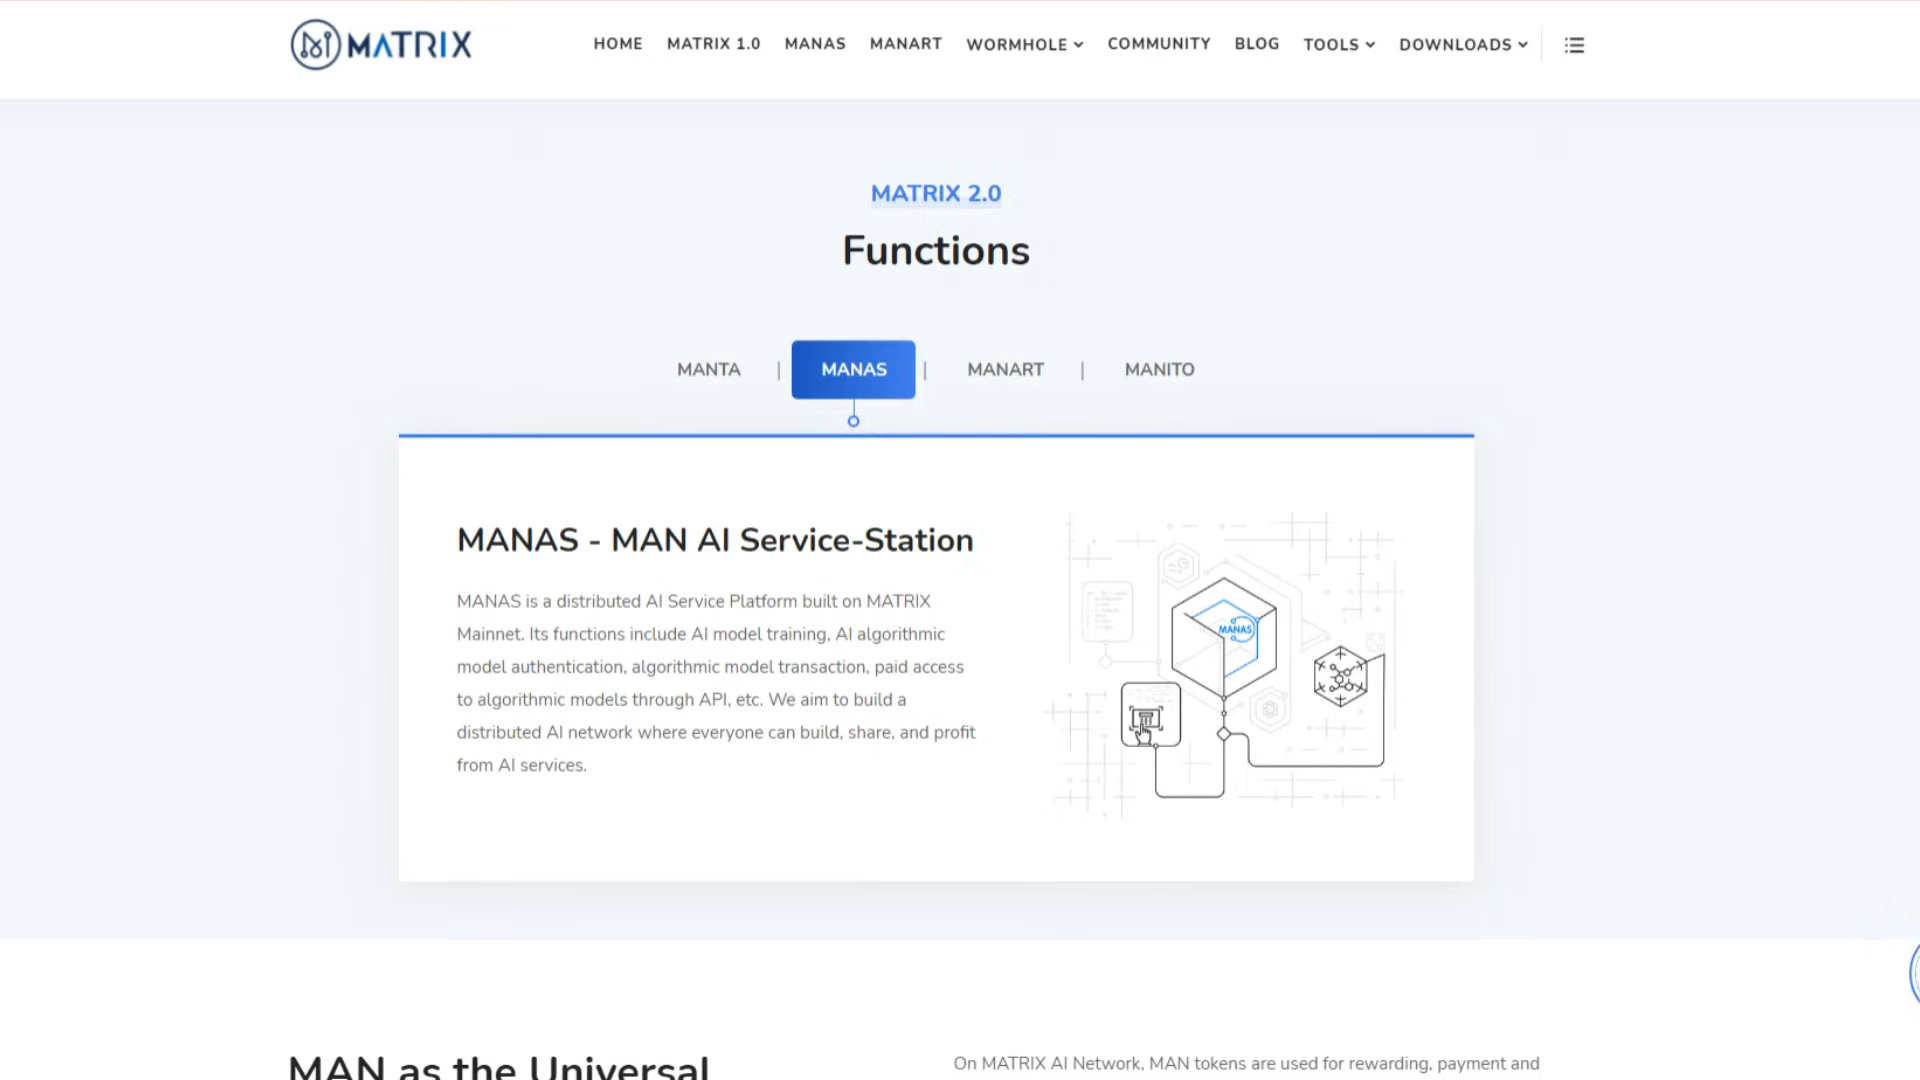 MATRIX
HOME MATRIX 1.0 MANAS MANART WORMHOLE COMMUNITY BLOG TOOLS DOWNLOADS
MATRIX 2.0
Functions
MANTA | MANAS | MANART | MANITO
MANAS - MAN AI Service-Station
MANAS is a distributed AI Service Platform built on MATRIX
Mainnet. Its functions include AI model training, AI algorithmic
model authentication, algorithmic model transaction, paid access
to algorithmic models through API, etc. We aim to build a
distributed AI network where everyone can build, share, and profit
from AI services.
MANAS
MAN as the Universal
On MATRIX AI Network, MAN tokens are used for rewarding, payment and